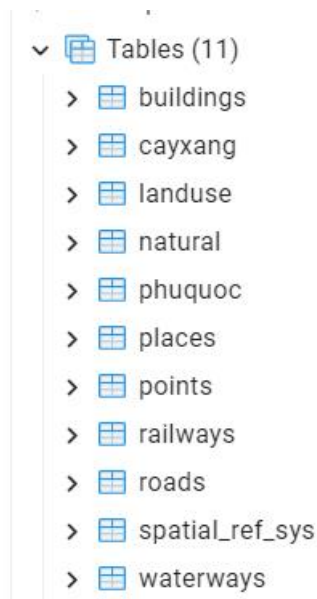 Tables (11)
buildings
cayxang
landuse
natural
phuquoc
places
points
railways
roads
spatial_ref_sys
waterways